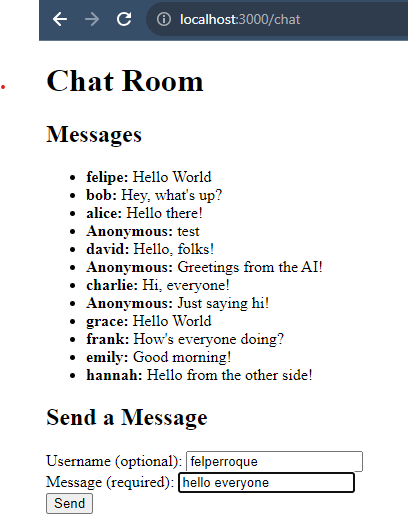 localhost:3000/chat
Chat Room
Messages
felipe: Hello World
bob: Hey, what's up?
alice: Hello there!
Anonymous: test
david: Hello, folks!
Anonymous: Greetings from the AI!
charlie: Hi, everyone!
Anonymous: Just saying hi!
grace: Hello World
frank: How's everyone doing?
emily: Good morning!
hannah: Hello from the other side!
Send a Message
Username (optional): felperroque
Message (required): hello everyone
Send